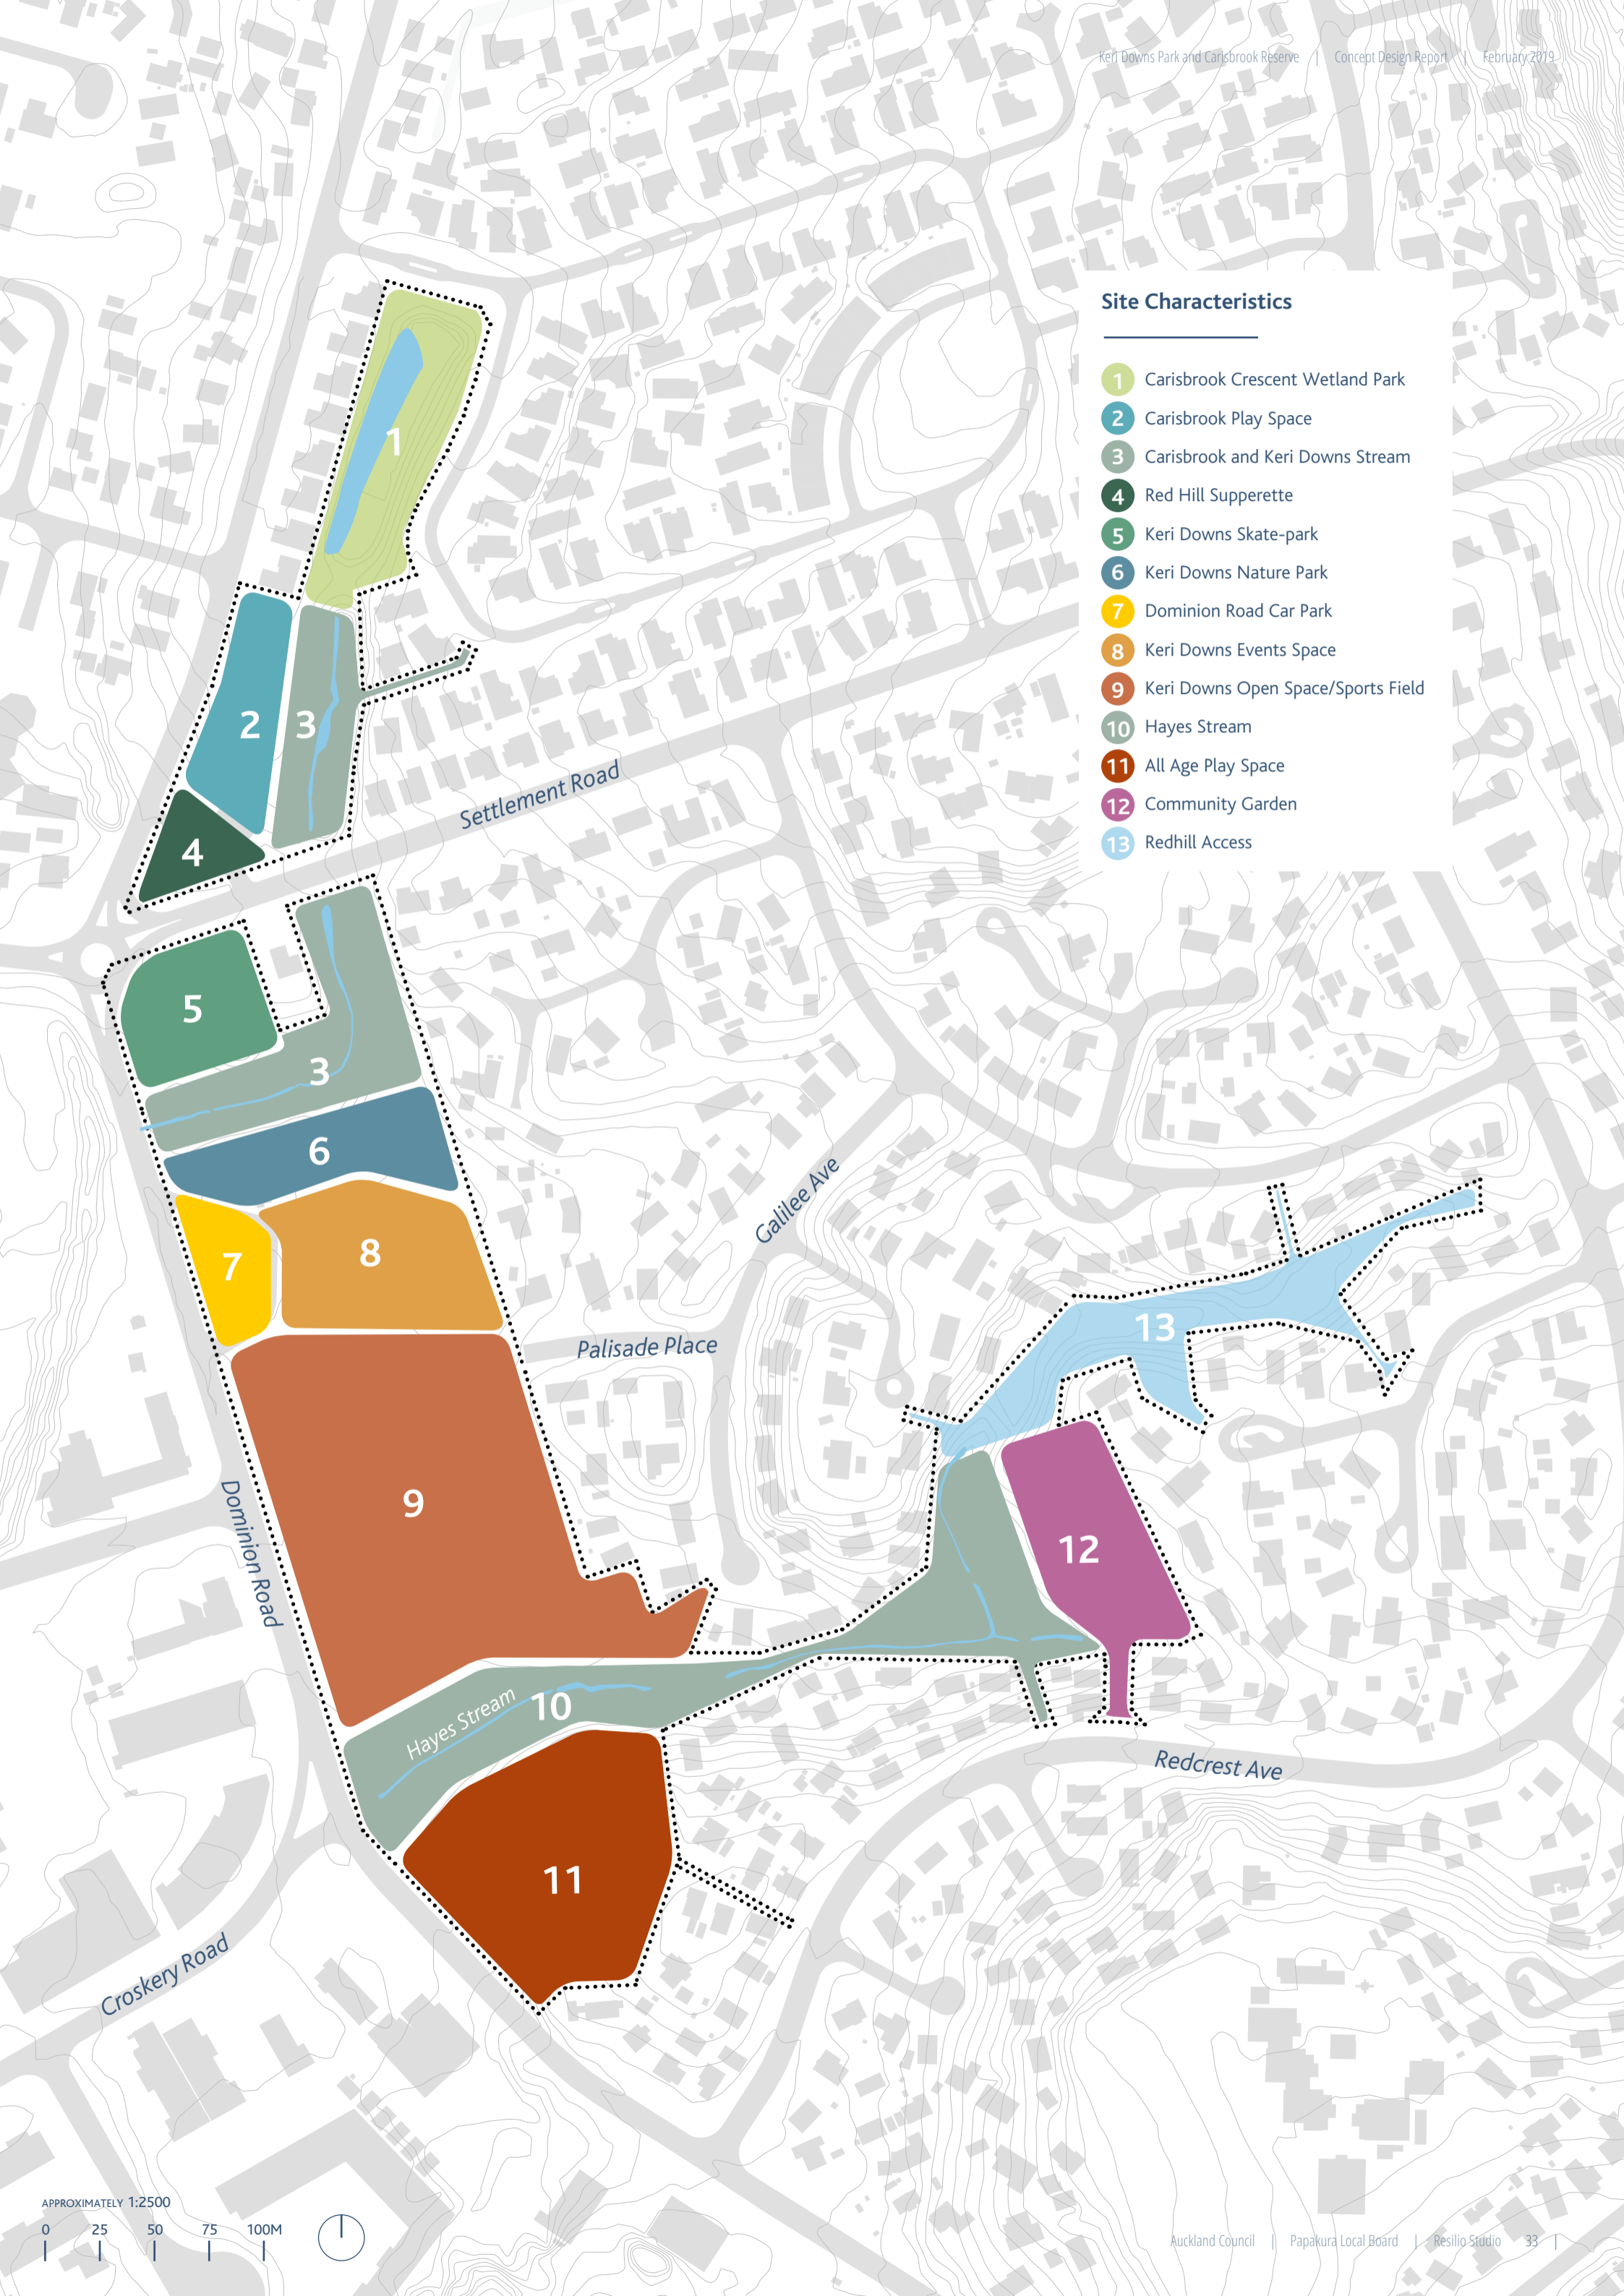 Keri Downs Park and Carisbrook Reserve | Concept Design Report | February 2019
Site Characteristics
1 Carisbrook Crescent Wetland Park
2 Carisbrook Play Space
3 Carisbrook and Keri Downs Stream
4 Red Hill Supperette
5 Keri Downs Skate-park
6 Keri Downs Nature Park
7 Dominion Road Car Park
8 Keri Downs Events Space
9 Keri Downs Open Space/Sports Field
10 Hayes Stream
11 All Age Play Space
12 Community Garden
13 Redhill Access
1
2
3
Settlement Road
4
5
3
6
Galilee Ave
7
8
13
Palisade Place
9
Dominion Road
12
10
Hayes Stream
Redcrest Ave
11
Croskery Road
APPROXIMATELY 1:2500
0 25 50 75 100M
Auckland Council | Papakura Local Board | Resilio Studio 33 |